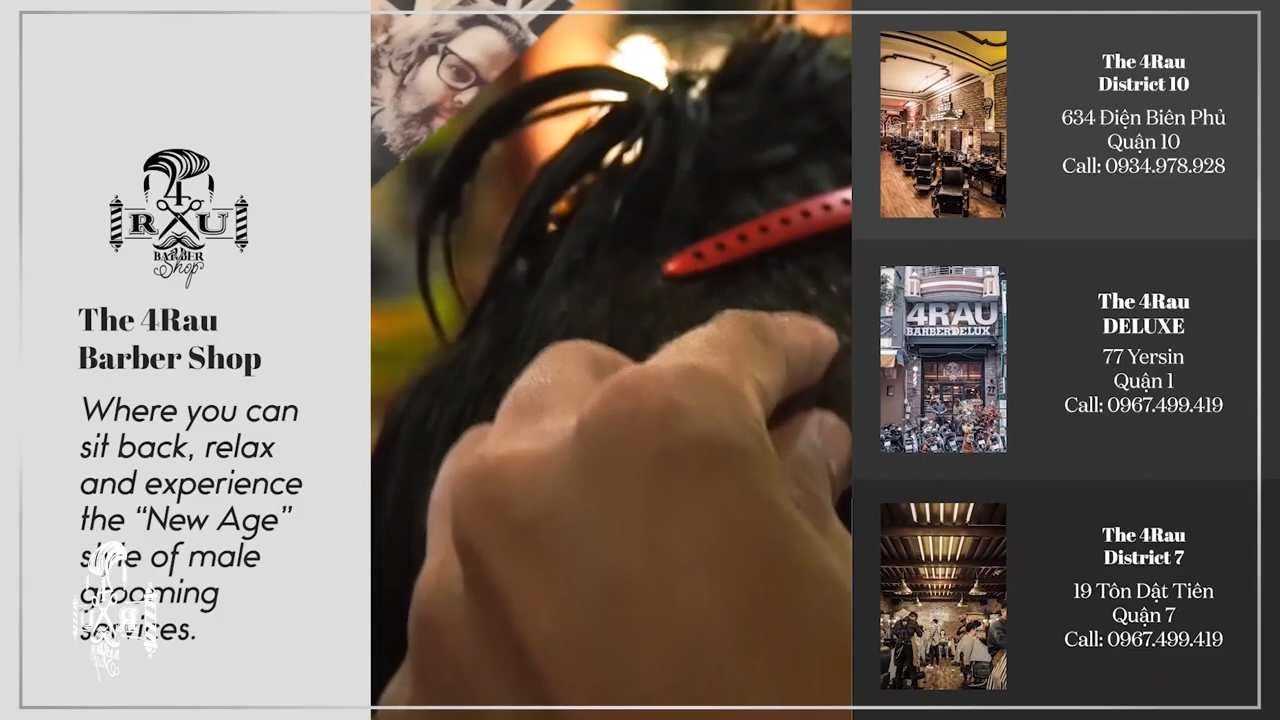 4
RAU
BARBER
Shop
The 4Rau
Barber Shop
Where you can
sit back, relax
and experience
the “New Age”
side of male
grooming
services.
The 4Rau
District 10
634 Điện Biên Phủ
Quận 10
Call: 0934.978.928
4RAU
BARBERDELUX
77
The 4Rau
DELUXE
77 Yersin
Quận 1
Call: 0967.499.419
The 4Rau
District 7
19 Tôn Dật Tiên
Quận 7
Call: 0967.499.419